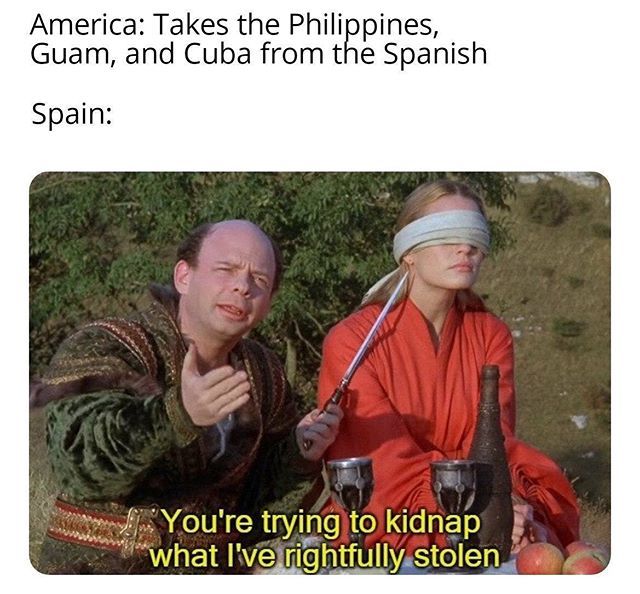 America: Takes the Philippines,
Guam, and Cuba from the Spanish
Spain:
You're trying to kidnap
what I've rightfully stolen